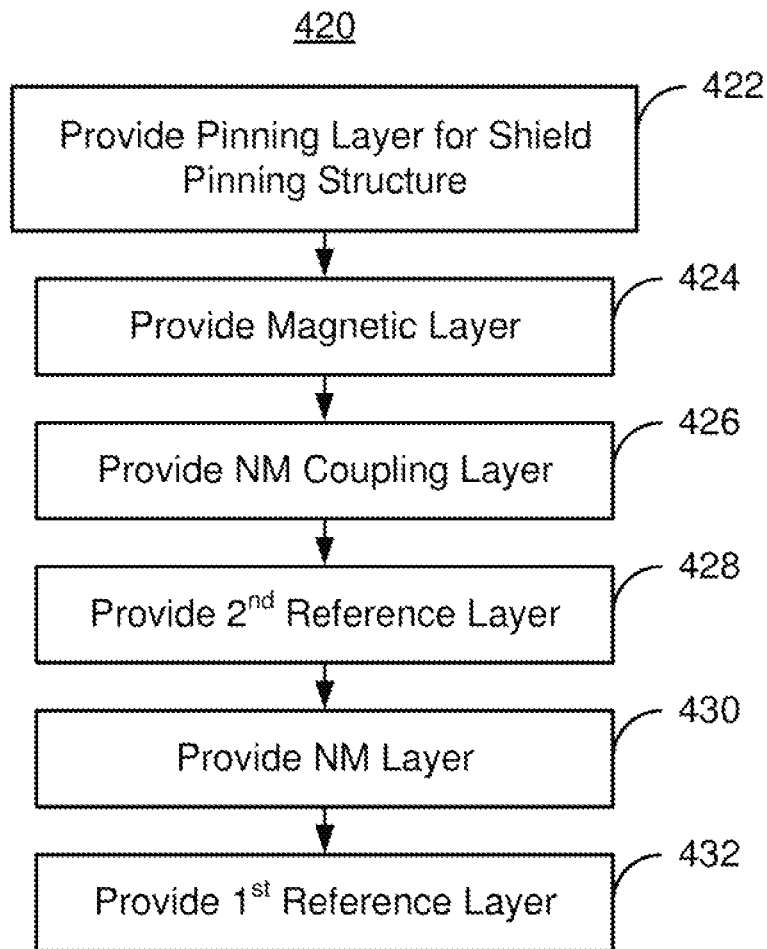 420
422
Provide Pinning Layer for Shield
Pinning Structure
424
Provide Magnetic Layer
426
Provide NM Coupling Layer
428
Provide 2nd Reference Layer
430
Provide NM Layer
432
Provide 1st Reference Layer